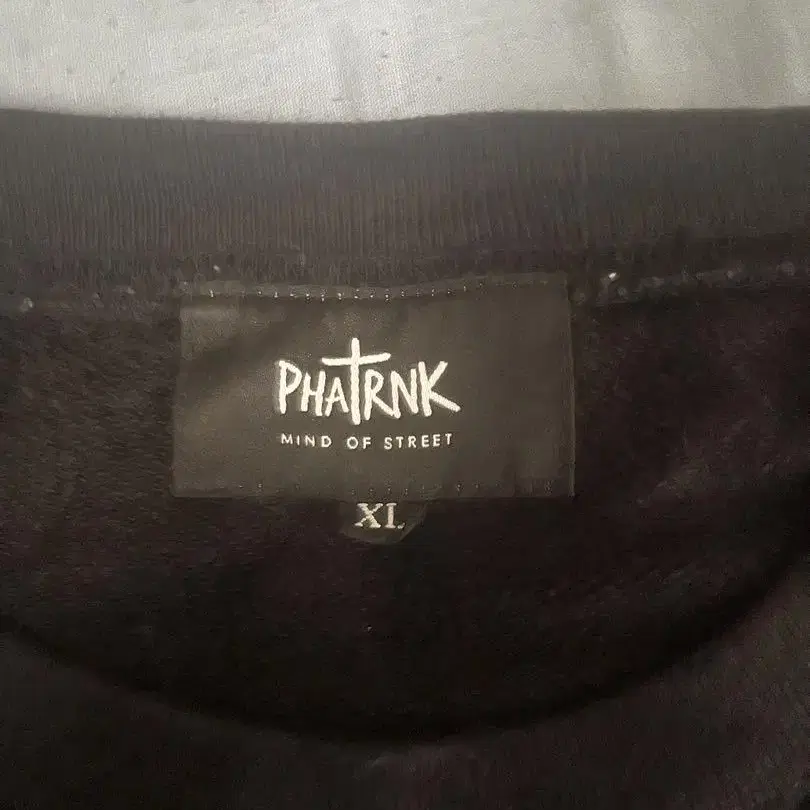 PHATRNK
MIND OF STREET
XL